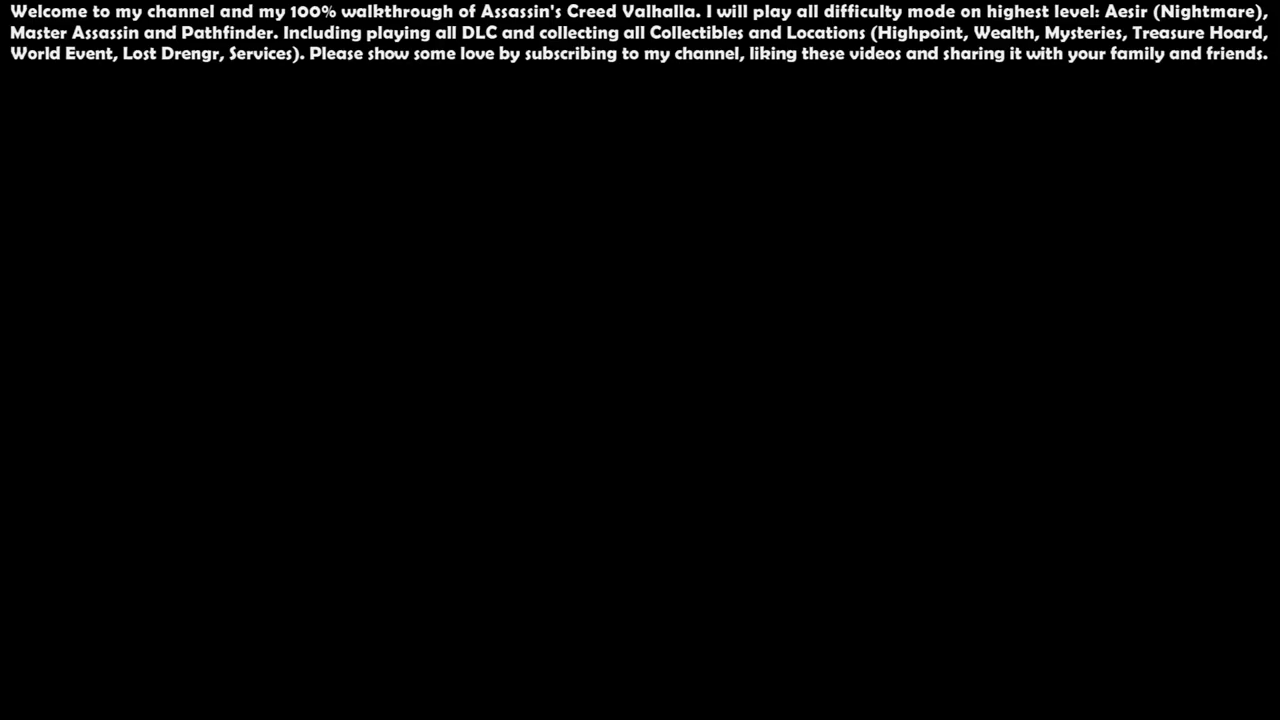 Welcome to my channel and my 100% walkthrough of Assassin's Creed Valhalla. I will play all difficulty mode on highest level: Aesir (Nightmare),
Master Assassin and Pathfinder. Including playing all DLC and collecting all Collectibles and Locations (Highpoint, Wealth, Mysteries, Treasure Hoard,
World Event, Lost Drengr, Services). Please show some love by subscribing to my channel, liking these videos and sharing it with your family and friends.